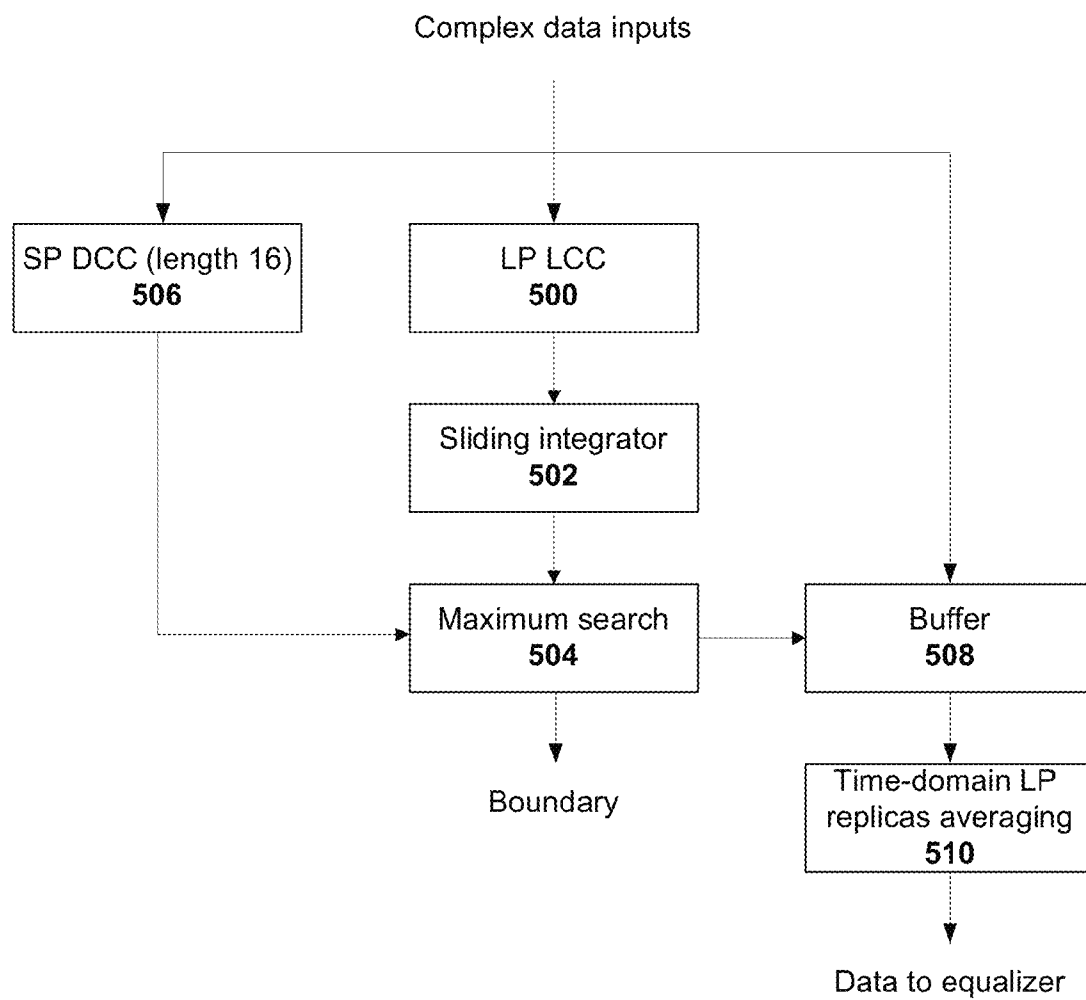 Complex data inputs
SP DCC (length 16)
506
LP LCC
500
Sliding integrator
502
Maximum search
504
Buffer
508
Boundary
Time-domain LP
replicas averaging
510
Data to equalizer